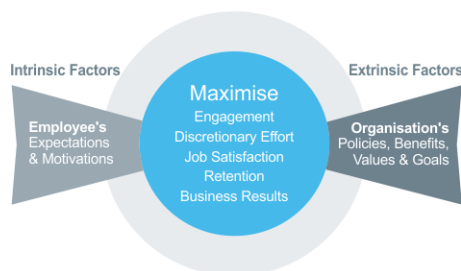 Intrinsic Factors
Extrinsic Factors
Employee's
Expectations
& Motivations
Maximise
Engagement
Discretionary Effort
Job Satisfaction
Retention
Business Results
Organisation's
Policies, Benefits,
Values & Goals